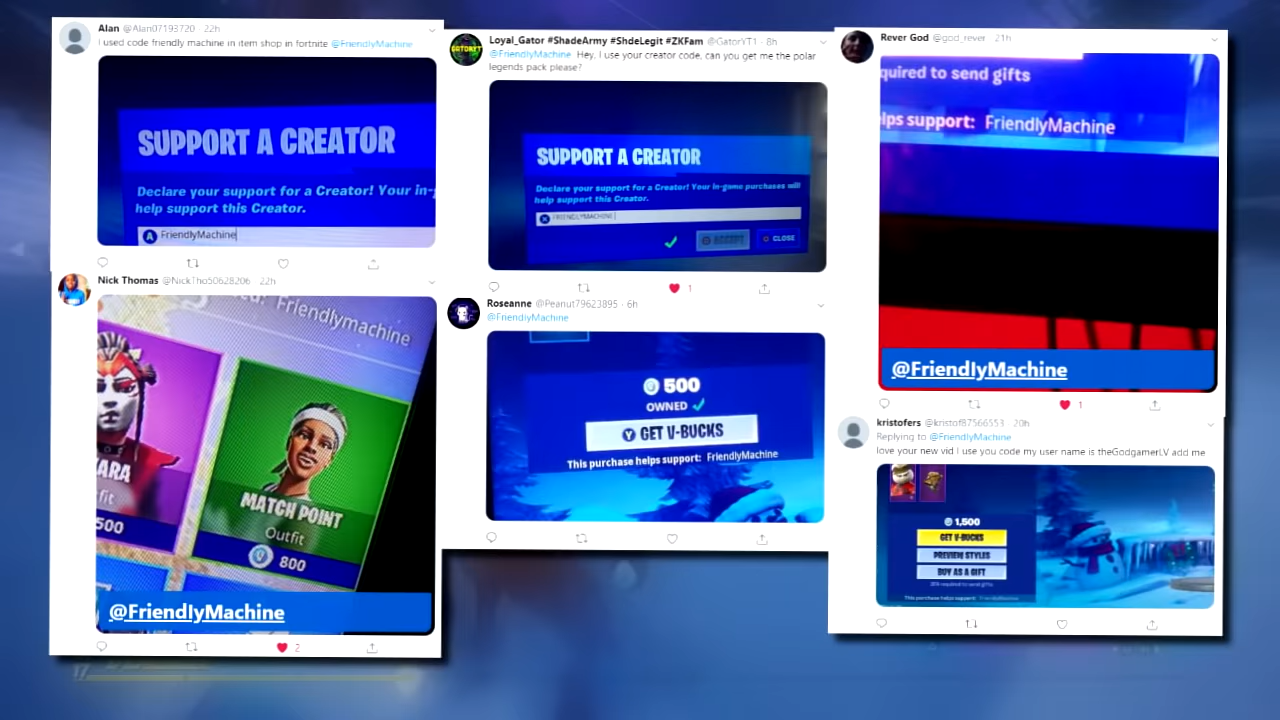 Alan @Alan07193720 · 22h
I used code friendly machine in item shop in fortnite @FriendlyMachine
SUPPORT A CREATOR
Declare your support for a Creator! Your in-
help support this Creator.
A FriendlyMachine
Nick Thomas @NickTho50628206 · 22h
Friendlymachine
ARA
fit
500
MATCH POINT
Outfit
800
@FriendlyMachine
2
Loyal_Gator #ShadeArmy #ShdeLegit #ZKFam @GatorYT1 · 8h
@FriendlyMachine Hey, I use your creator code, can you get me the polar
legends pack please?
SUPPORT A CREATOR
Declare your support for a Creator! Your in-game purchases will
help support this Creator.
FRIENDLYMACHINE
ACCEPT
CLOSE
1
Roseanne @Peanut79623895 · 6h
@FriendlyMachine
500
OWNED
Y GET V-BUCKS
This purchase helps support: FriendlyMachine
Rever God @god_rever · 21h
quired to send gifts
lps support: FriendlyMachine
@FriendlyMachine
1
kristofers @kristof87566553 · 20h
Replying to @FriendlyMachine
love your new vid I use you code my user name is theGodgamerLV add me
1,500
GET V-BUCKS
PREVIEW STYLES
BUY AS A GIFT
This purchase helps support: FriendlyMachine
17